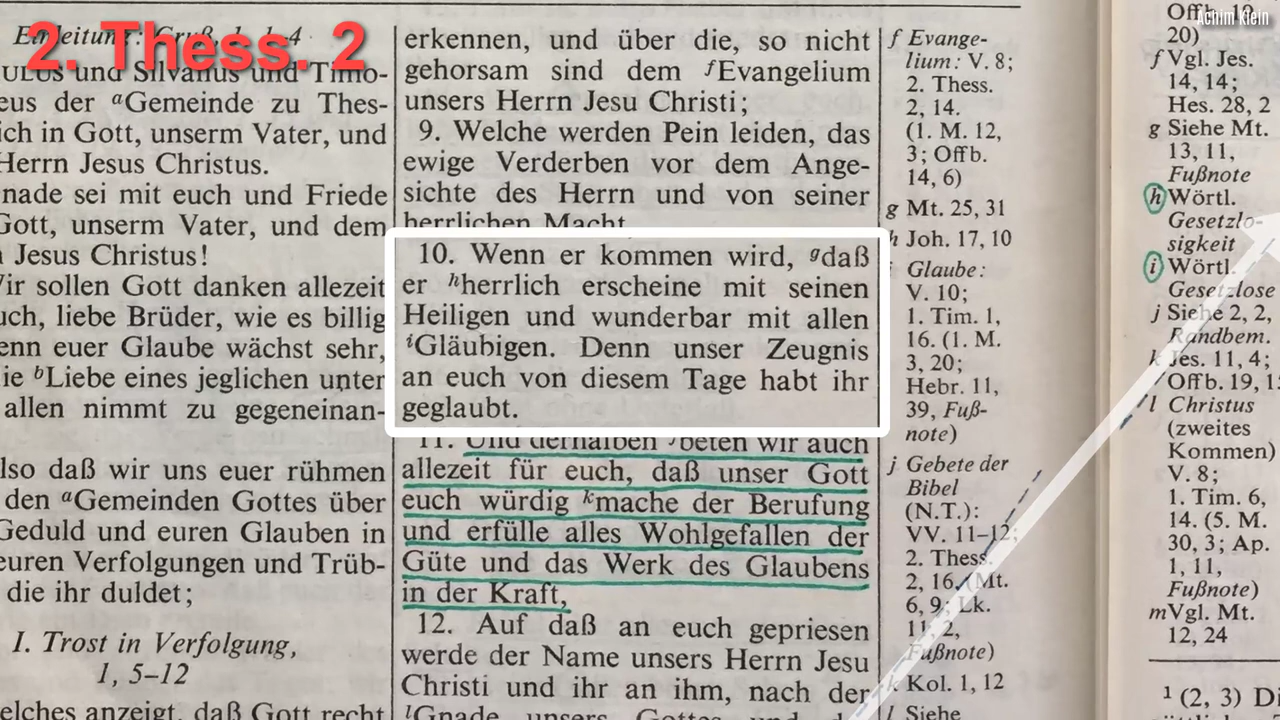 2. Thess. 2
Achim Klein
Einleitung: Gruß, 1, 1-4
ULUS und Silvanus und Timo-
eus der ᵃGemeinde zu Thes-
ich in Gott, unserm Vater, und
Herrn Jesus Christus.
nade sei mit euch und Friede
Gott, unserm Vater, und dem
Jesus Christus!
Wir sollen Gott danken allezeit
uch, liebe Brüder, wie es billig
enn euer Glaube wächst sehr,
ie ᵇLiebe eines jeglichen unter
allen nimmt zu gegeneinan-
lso daß wir uns euer rühmen
den ᵃGemeinden Gottes über
Geduld und euren Glauben in
euren Verfolgungen und Trüb-
die ihr duldet;
I. Trost in Verfolgung,
1, 5–12
elches anzeigt, daß Gott recht
erkennen, und über die, so nicht
gehorsam sind dem ᶠEvangelium
unsers Herrn Jesu Christi;
9. Welche werden Pein leiden, das
ewige Verderben vor dem Ange-
sichte des Herrn und von seiner
herrlichen Macht
10. Wenn er kommen wird, ᵍdaß
er ʰherrlich erscheine mit seinen
Heiligen und wunderbar mit allen
ⁱGläubigen. Denn unser Zeugnis
an euch von diesem Tage habt ihr
geglaubt.
11. Und derhalben ʲbeten wir auch
allezeit für euch, daß unser Gott
euch würdig ᵏmache der Berufung
und erfülle alles Wohlgefallen der
Güte und das Werk des Glaubens
in der Kraft,
12. Auf daß an euch gepriesen
werde der Name unsers Herrn Jesu
Christi und ihr an ihm, nach der
ˡGnade unsers Gottes und
f Evange-
lium: V. 8;
2. Thess.
2, 14.
(1. M. 12,
3; Offb.
14, 6)
g Mt. 25, 31
h Joh. 17, 10
i Glaube:
V. 10;
1. Tim. 1,
16. (1. M.
3, 20;
Hebr. 11,
39, Fuß-
note)
j Gebete der
Bibel
(N.T.):
VV. 11–12;
2. Thess.
2, 16. (Mt.
6, 9; Lk.
11, 2,
Fußnote)
k Kol. 1, 12
l Siehe
Offb. 19
20)
f Vgl. Jes.
14, 14;
Hes. 28, 2
g Siehe Mt.
13, 11,
Fußnote
h Wörtl.
Gesetzlo-
sigkeit
i Wörtl.
Gesetzlose
j Siehe 2, 2,
Randbem.
k Jes. 11, 4;
Offb. 19, 1
l Christus
(zweites
Kommen)
V. 8;
1. Tim. 6,
14. (5. M.
30, 3; Ap.
1, 11,
Fußnote)
m Vgl. Mt.
12, 24
¹ (2, 3)